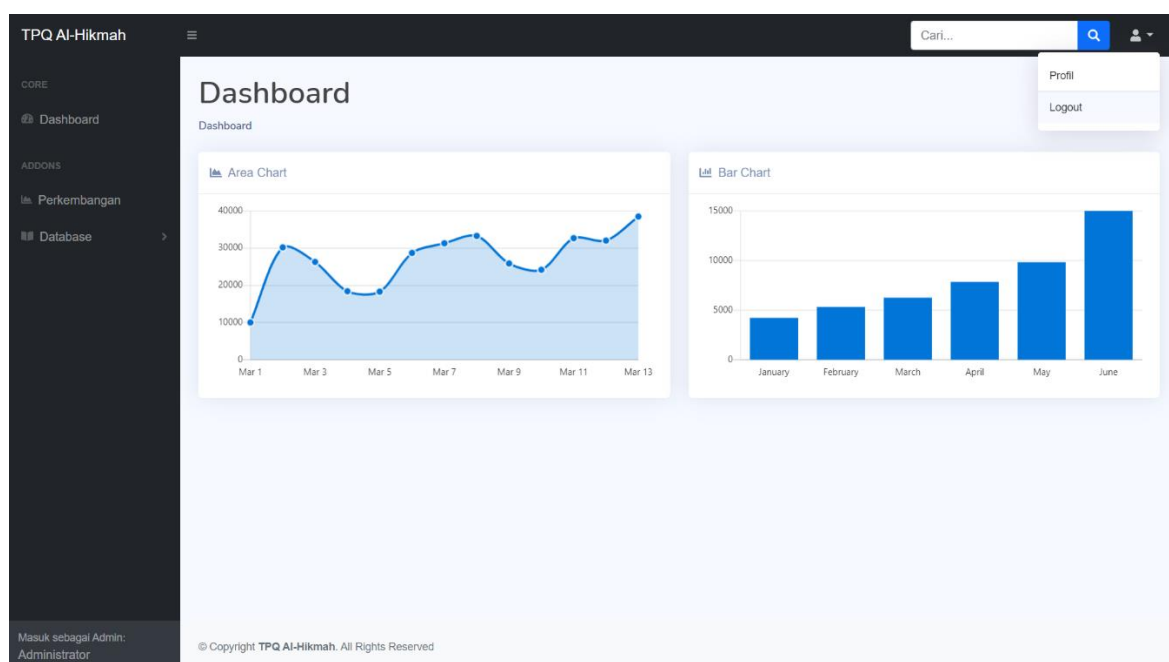 TPQ Al-Hikmah
Cari...
Profil
Logout
CORE
Dashboard
ADDONS
Perkembangan
Database
Dashboard
Dashboard
Area Chart
40000
30000
20000
10000
0
Mar 1 Mar 3 Mar 5 Mar 7 Mar 9 Mar 11 Mar 13
Bar Chart
15000
10000
5000
0
January February March April May June
Masuk sebagai Admin:
Administrator
© Copyright TPQ Al-Hikmah. All Rights Reserved